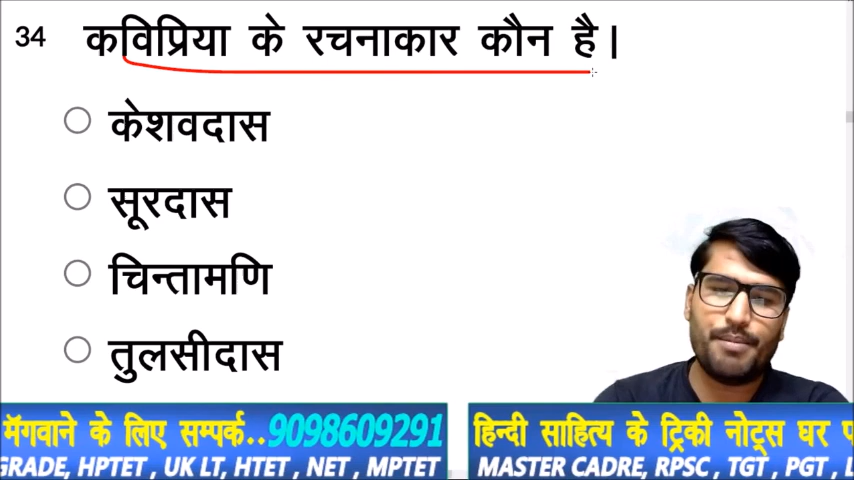 34 कविप्रिया के रचनाकार कौन है|
केशवदास
सूरदास
चिन्तामणि
तुलसीदास
मॅगवाने के लिए सम्पर्क..9098609291
हिन्दी साहित्य के ट्रिकी नोट्स घर
GRADE, HPTET , UK LT, HTET , NET , MPTET
MASTER CADRE, RPSC , TGT , PGT ,